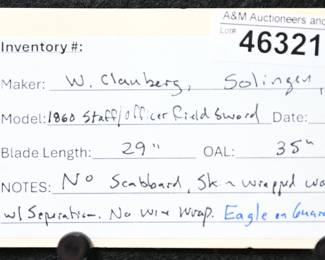 A&M Auctioneers and
Lot# 46321
Inventory #:
Maker: W. Clauberg, Solingen,
Model: 1860 Staff/Officer Field Sword Date:
Blade Length: 29" OAL: 35"
NOTES: No Scabbard, Skin wrapped
w/ Separation. No wire wrap. Eagle on Guard